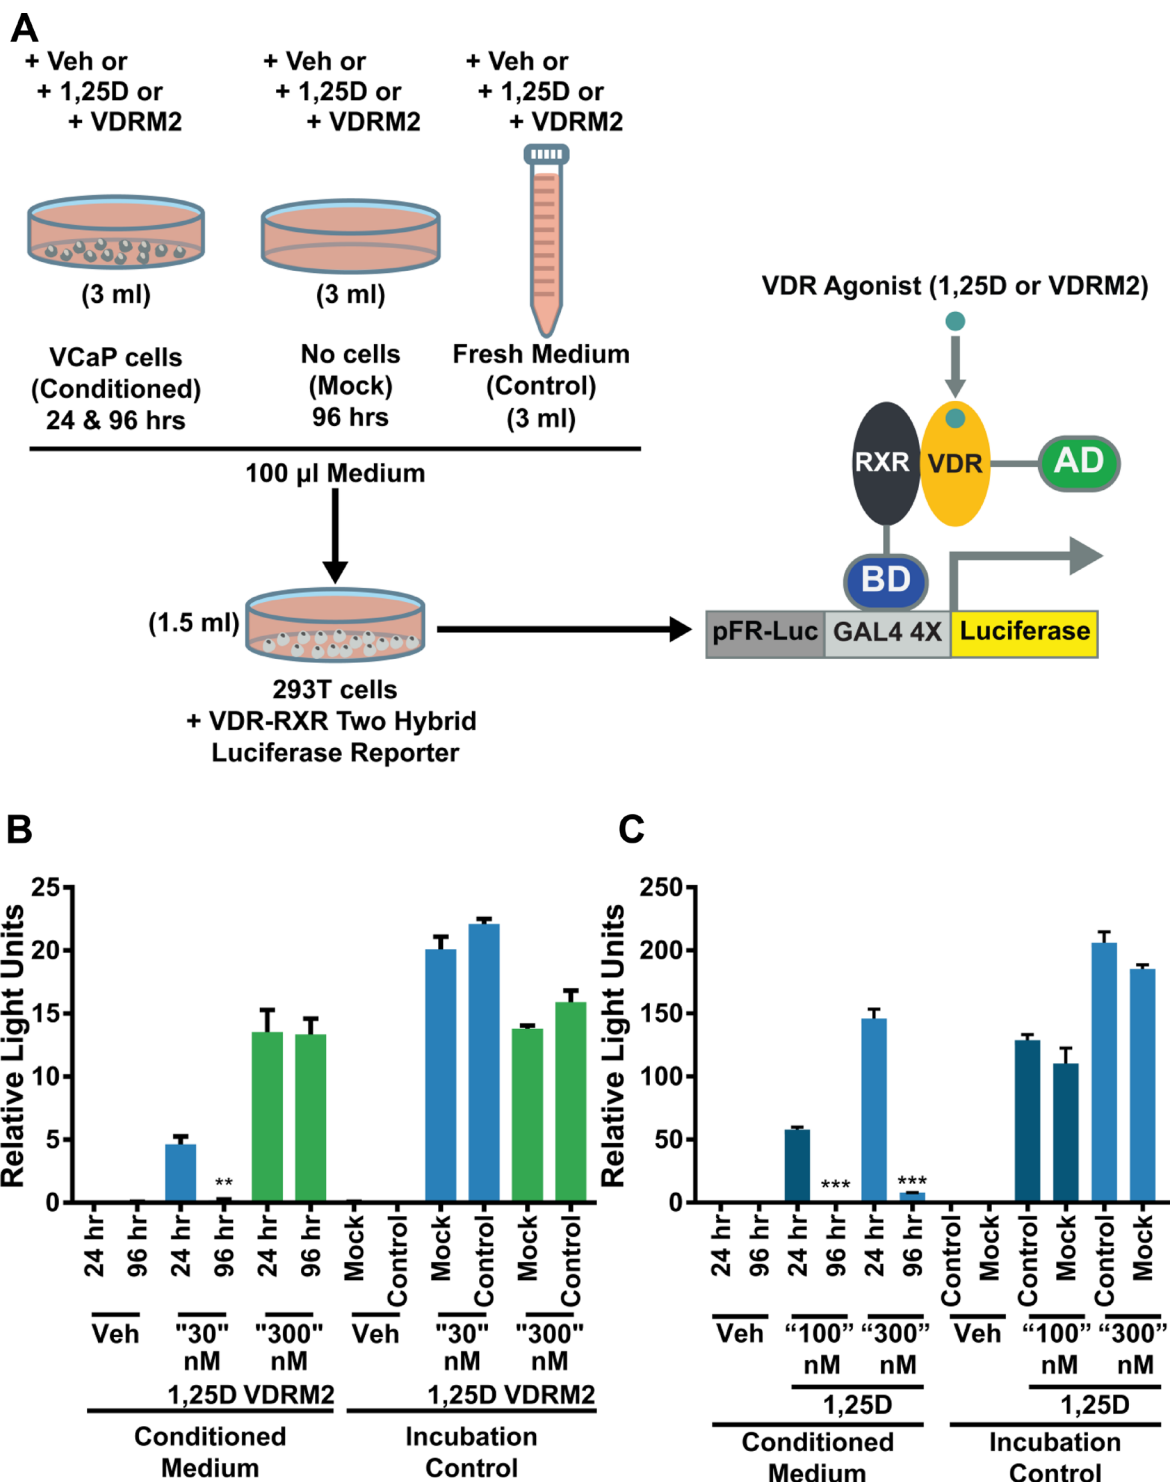 A
+ Veh or
+ 1,25D or
+ VDRM2
+ Veh or
+ 1,25D or
+ VDRM2
+ Veh or
+ 1,25D or
+ VDRM2
(3 ml)
(3 ml)
VCaP cells
(Conditioned)
24 & 96 hrs
No cells
(Mock)
96 hrs
Fresh Medium
(Control)
(3 ml)
100 µl Medium
(1.5 ml)
293T cells
+ VDR-RXR Two Hybrid
Luciferase Reporter
VDR Agonist (1,25D or VDRM2)
RXR
VDR
AD
BD
pFR-Luc
GAL4 4X
Luciferase
B
Relative Light Units
25
20
15
10
5
0
**
24 hr
96 hr
24 hr
96 hr
24 hr
96 hr
Mock
Control
Mock
Control
Mock
Control
Veh
"30"
nM
"300"
nM
Veh
"30"
nM
"300"
nM
1,25D VDRM2
1,25D VDRM2
Conditioned
Medium
Incubation
Control
C
Relative Light Units
250
200
150
100
50
0
***
***
24 hr
96 hr
24 hr
96 hr
24 hr
96 hr
Control
Mock
Control
Mock
Control
Mock
Veh
“100”
nM
“300”
nM
Veh
“100”
nM
“300”
nM
1,25D
1,25D
Conditioned
Medium
Incubation
Control